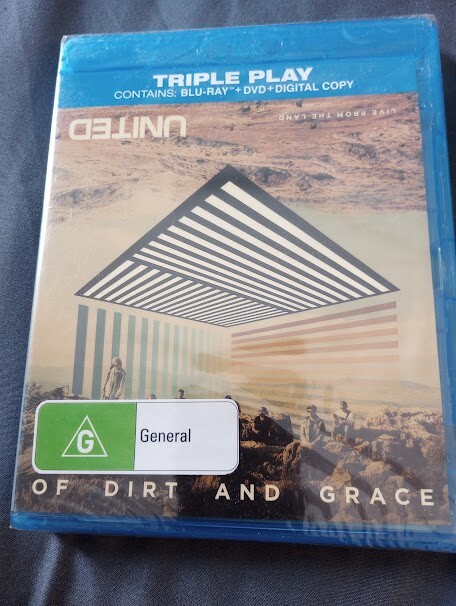 TRIPLE PLAY
CONTAINS: BLU-RAY™ + DVD + DIGITAL COPY
UNITED
LIVE FROM THE LAND
G
General
OF DIRT AND GRACE